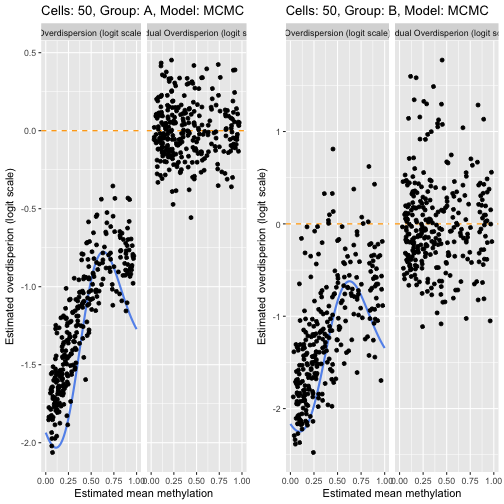 Cells: 50, Group: A, Model: MCMC
Overdispersion (logit scale)
dual Overdispersion (logit s
Estimated overdisperion (logit scale)
0.5
0.0
-0.5
-1.0
-1.5
-2.0
0.00 0.25 0.50 0.75 1.00
0.00 0.25 0.50 0.75 1.00
Estimated mean methylation
Cells: 50, Group: B, Model: MCMC
Overdispersion (logit scale)
dual Overdispersion (logit sc
Estimated overdisperion (logit scale)
1
0
-1
-2
0.00 0.25 0.50 0.75 1.00
0.00 0.25 0.50 0.75 1.00
Estimated mean methylation